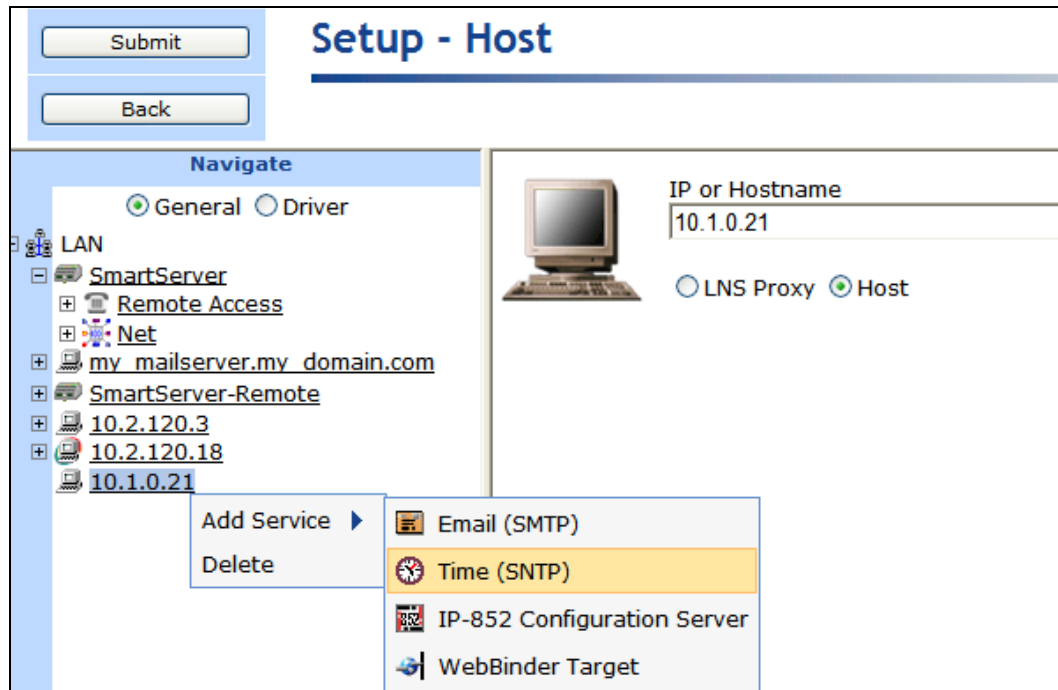 Submit
Setup - Host
Back
Navigate
General Driver
LAN
SmartServer
Remote Access
Net
my_mailserver.my_domain.com
SmartServer-Remote
10.2.120.3
10.2.120.18
10.1.0.21
IP or Hostname
10.1.0.21
LNS Proxy Host
Add Service
Delete
Email (SMTP)
Time (SNTP)
IP-852 Configuration Server
WebBinder Target